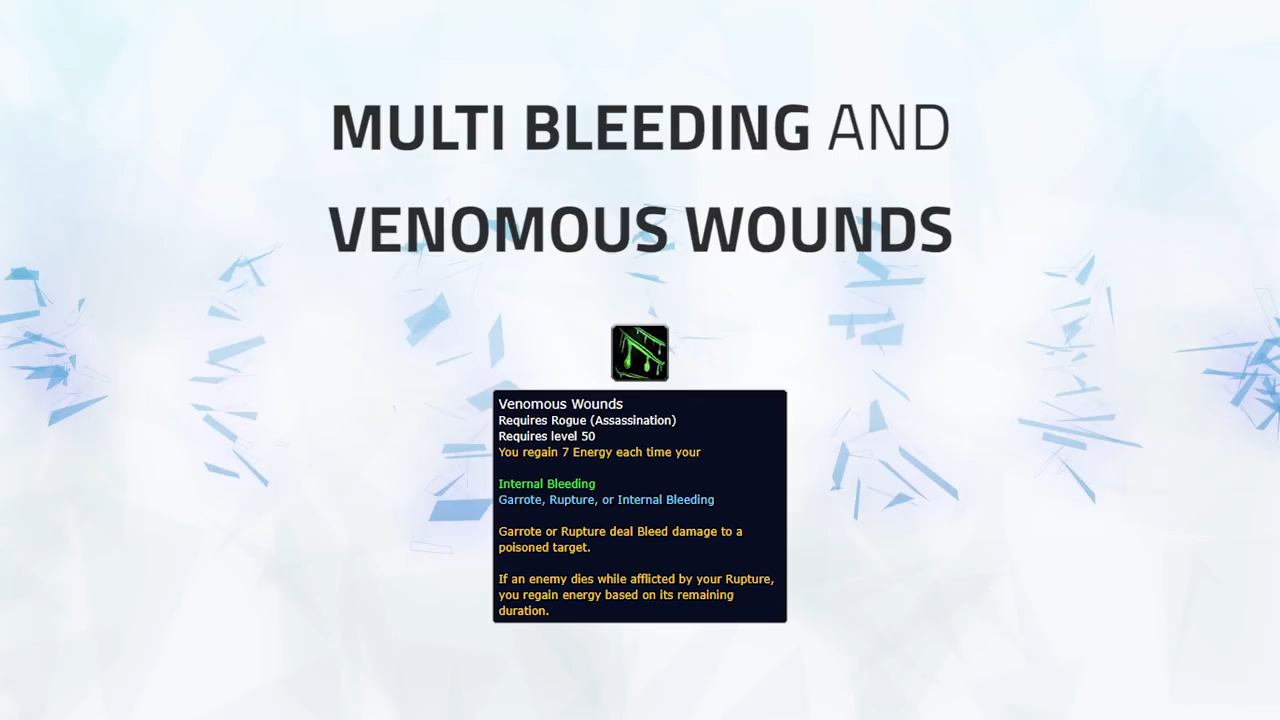 MULTI BLEEDING AND
VENOMOUS WOUNDS
Venomous Wounds
Requires Rogue (Assassination)
Requires level 50
You regain 7 Energy each time your
Internal Bleeding
Garrote, Rupture, or Internal Bleeding
Garrote or Rupture deal Bleed damage to a
poisoned target.
If an enemy dies while afflicted by your Rupture,
you regain energy based on its remaining
duration.